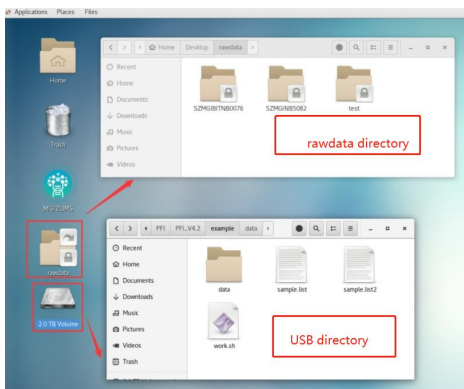 Applications Places Files
Home
Trash
MGI ZLIMS
rawdata
2.0 TB Volume
Home Desktop rawdata
Recent
Home
Documents
Downloads
Music
Pictures
Videos
SZMGINB5082
test
rawdata directory
PFI PFI_V4.2 example data
Recent
Home
Documents
Downloads
Music
Pictures
Videos
Trash
data
sample.list
sample.list2
work.sh
USB directory